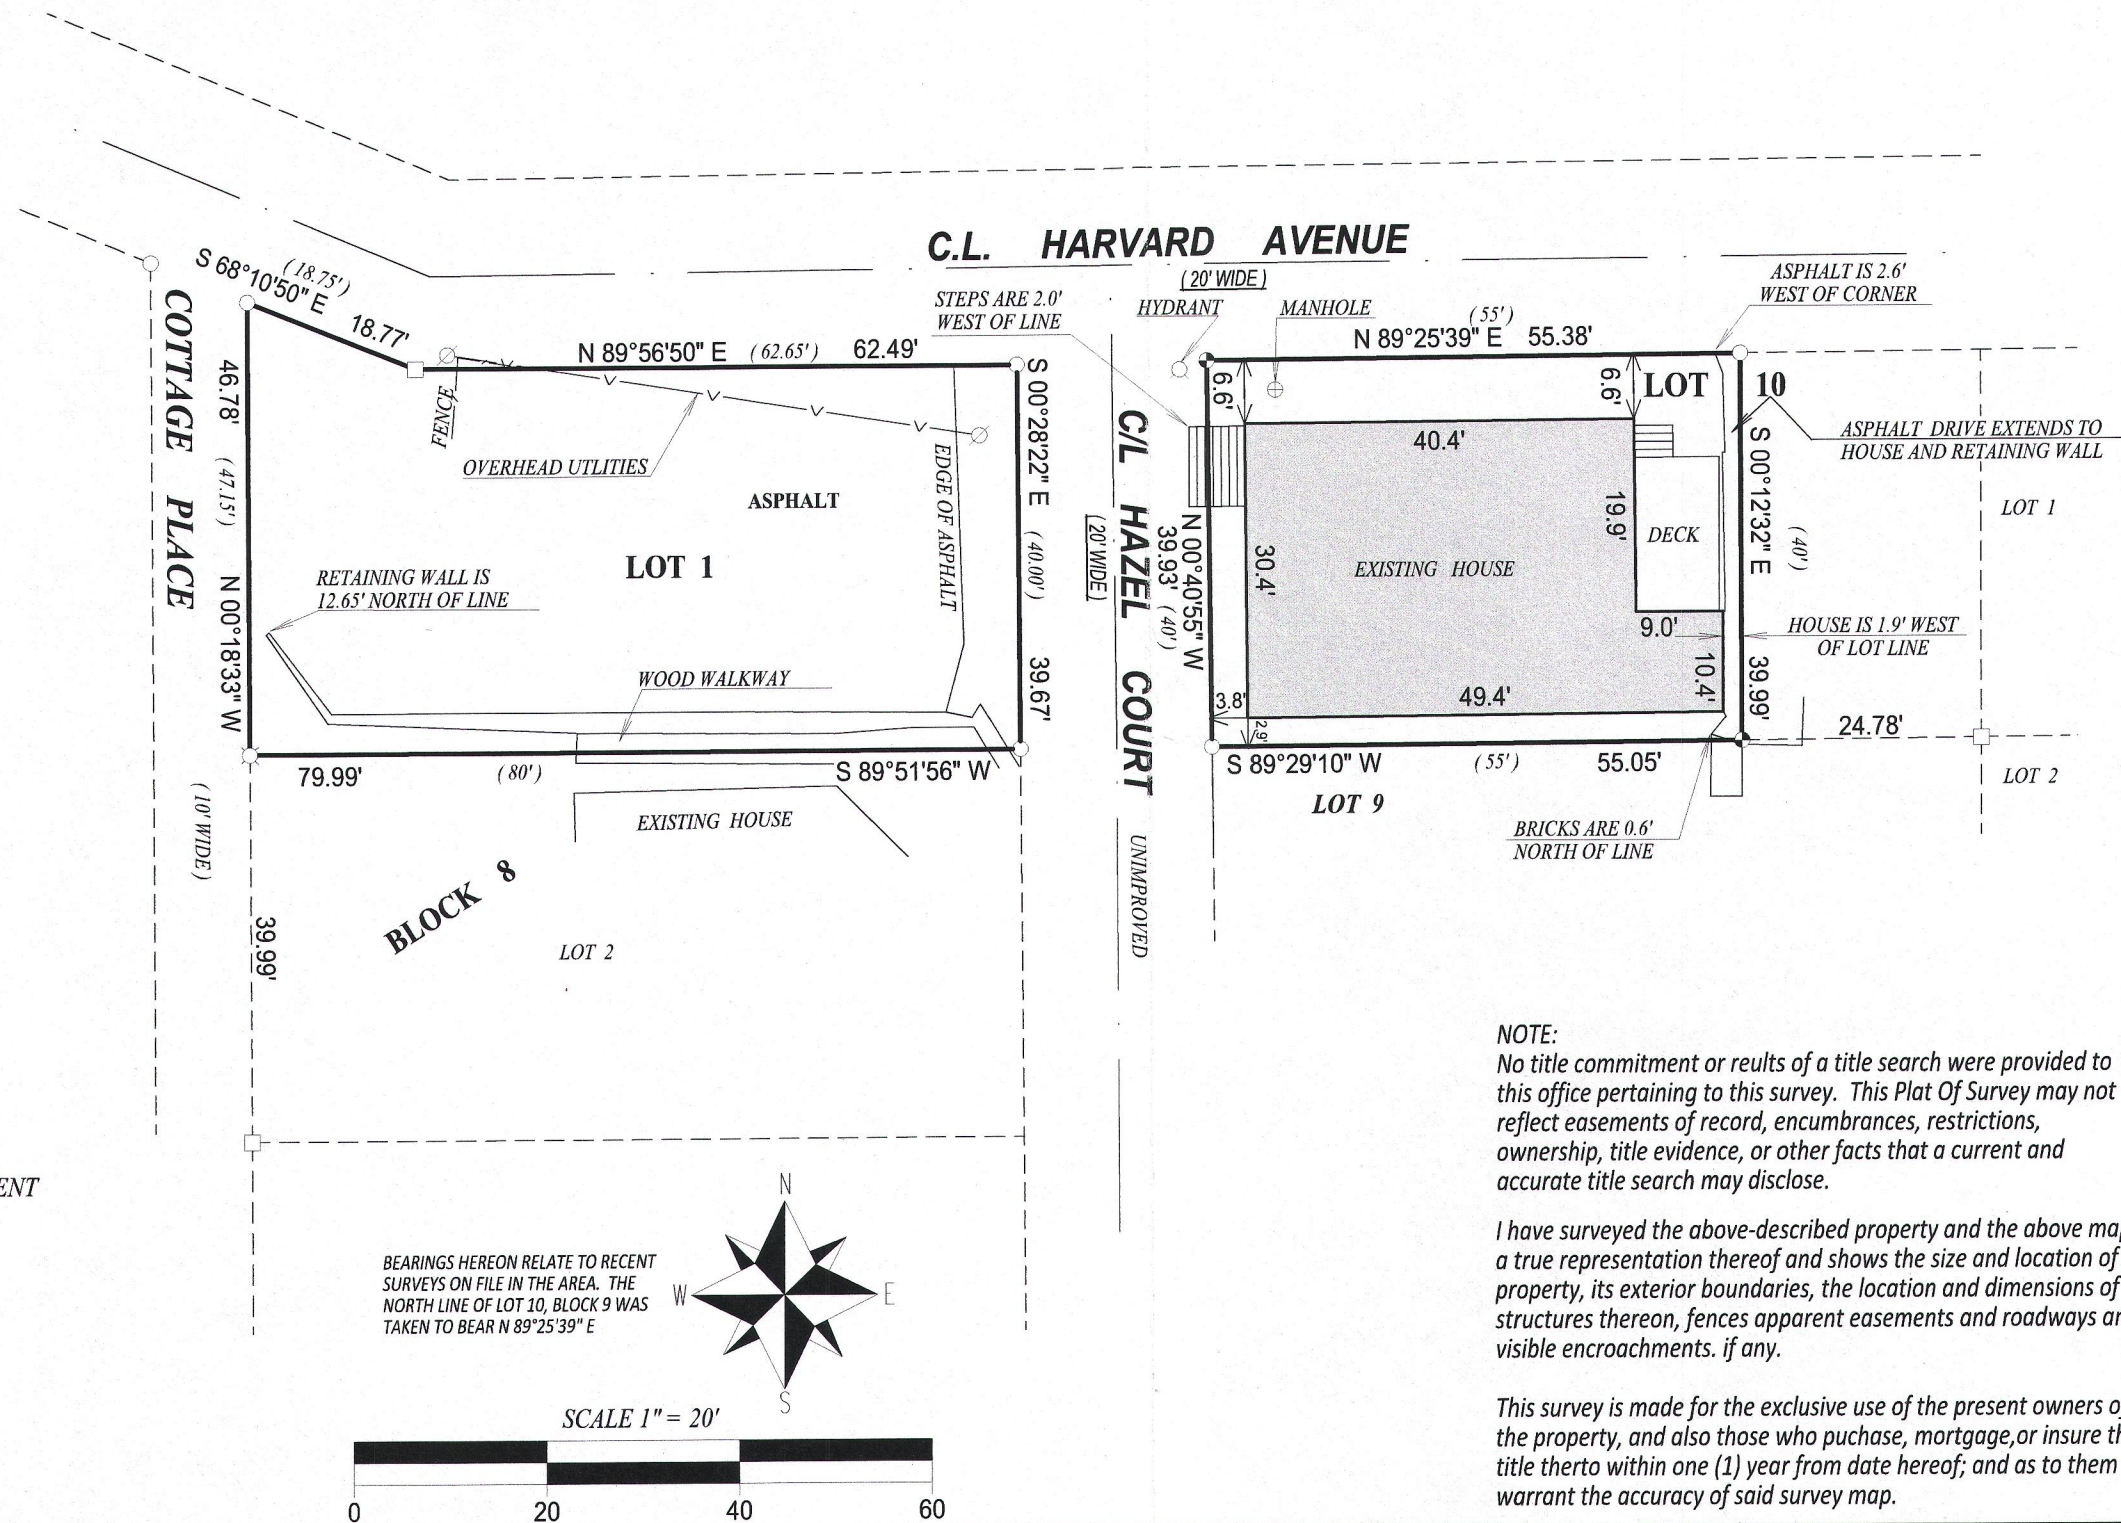 C.L. HARVARD AVENUE
( 20' WIDE )
S 68°10'50" E
( 18.75' )
18.77'
COTTAGE PLACE
( 10' WIDE )
46.78'
( 47.15' )
N 00°18'33" W
N 89°56'50" E ( 62.65' ) 62.49'
FENCE
OVERHEAD UTLITIES
ASPHALT
LOT 1
EDGE OF ASPHALT
S 00°28'22" E ( 40.00' ) 39.67'
RETAINING WALL IS
12.65' NORTH OF LINE
WOOD WALKWAY
79.99' ( 80' ) S 89°51'56" W
EXISTING HOUSE
BLOCK 8
39.99'
LOT 2
STEPS ARE 2.0'
WEST OF LINE
HYDRANT
MANHOLE
C/L HAZEL COURT
( 20' WIDE )
UNIMPROVED
( 55' )
N 89°25'39" E 55.38'
ASPHALT IS 2.6'
WEST OF CORNER
6.6'
6.6'
LOT 10
ASPHALT DRIVE EXTENDS TO
HOUSE AND RETAINING WALL
40.4'
19.9'
DECK
EXISTING HOUSE
30.4'
N 00°40'55" W
39.93' ( 40' )
S 00°12'32" E ( 40' ) 39.99'
LOT 1
9.0'
HOUSE IS 1.9' WEST
OF LOT LINE
10.4'
49.4'
3.8'
2.9'
24.78'
S 89°29'10" W ( 55' ) 55.05'
LOT 2
LOT 9
BRICKS ARE 0.6'
NORTH OF LINE
ENT
BEARINGS HEREON RELATE TO RECENT
SURVEYS ON FILE IN THE AREA. THE
NORTH LINE OF LOT 10, BLOCK 9 WAS
TAKEN TO BEAR N 89°25'39" E
N
W E
S
SCALE 1" = 20'
0 20 40 60
NOTE:
No title commitment or reults of a title search were provided to
this office pertaining to this survey. This Plat Of Survey may not
reflect easements of record, encumbrances, restrictions,
ownership, title evidence, or other facts that a current and
accurate title search may disclose.
I have surveyed the above-described property and the above ma
a true representation thereof and shows the size and location of
property, its exterior boundaries, the location and dimensions of
structures thereon, fences apparent easements and roadways an
visible encroachments. if any.
This survey is made for the exclusive use of the present owners o
the property, and also those who puchase, mortgage,or insure th
title therto within one (1) year from date hereof; and as to them
warrant the accuracy of said survey map.